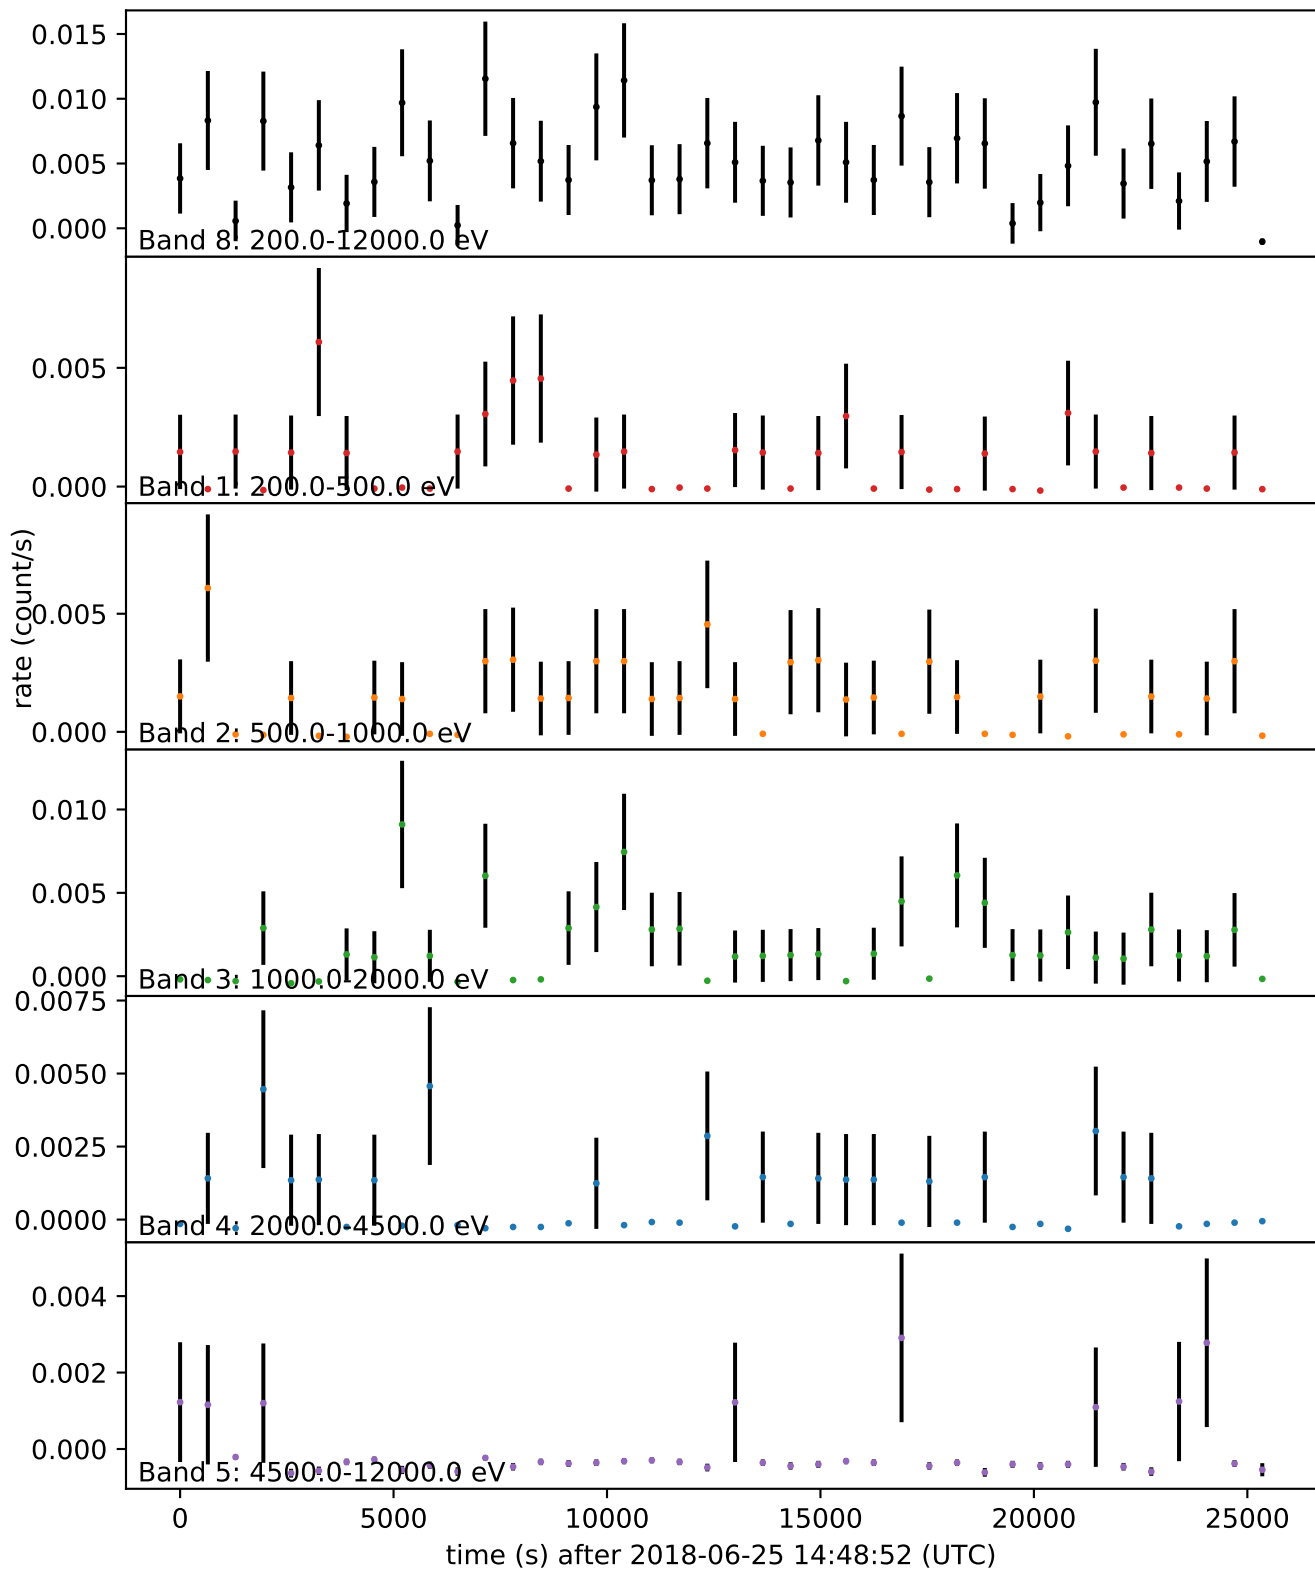 0.015
0.010
0.005
0.000
Band 8: 200.0-12000.0 eV
0.005
0.000
Band 1: 200.0-500.0 eV
rate (count/s)
0.005
0.000
Band 2: 500.0-1000.0 eV
0.010
0.005
0.000
Band 3: 1000.0-2000.0 eV
0.0075
0.0050
0.0025
0.0000
Band 4: 2000.0-4500.0 eV
0.004
0.002
0.000
Band 5: 4500.0-12000.0 eV
0 5000 10000 15000 20000 25000
time (s) after 2018-06-25 14:48:52 (UTC)